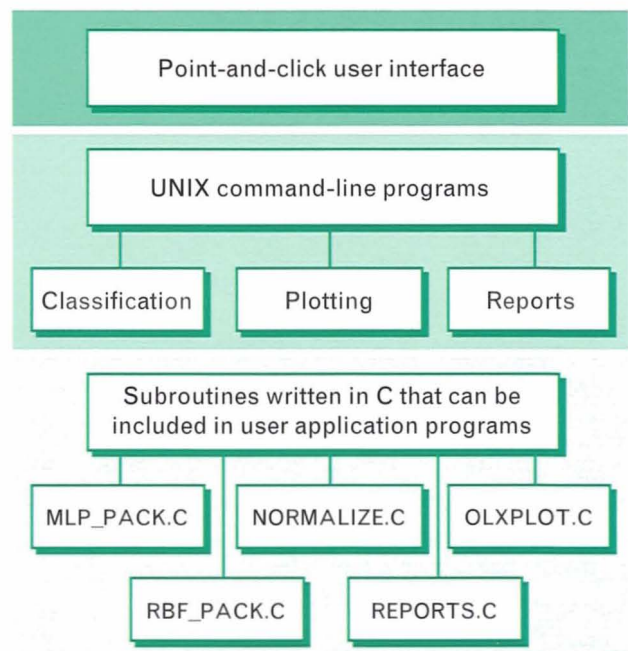 Point-and-click user interface
UNIX command-line programs
Classification
Plotting
Reports
Subroutines written in C that can be
included in user application programs
MLP_PACK.C
NORMALIZE.C
OLXPLOT.C
RBF_PACK.C
REPORTS.C